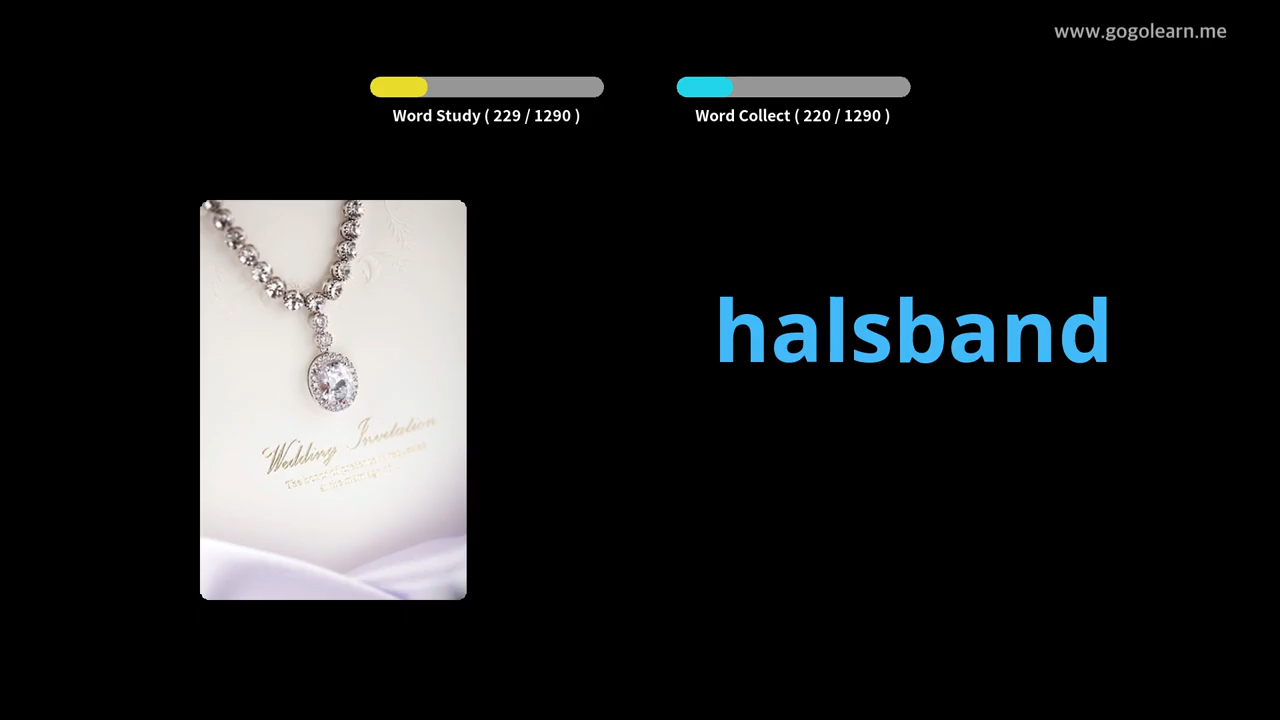 www.gogolearn.me
Word Study ( 229 / 1290 )
Word Collect ( 220 / 1290 )
halsband
Wedding Invitation